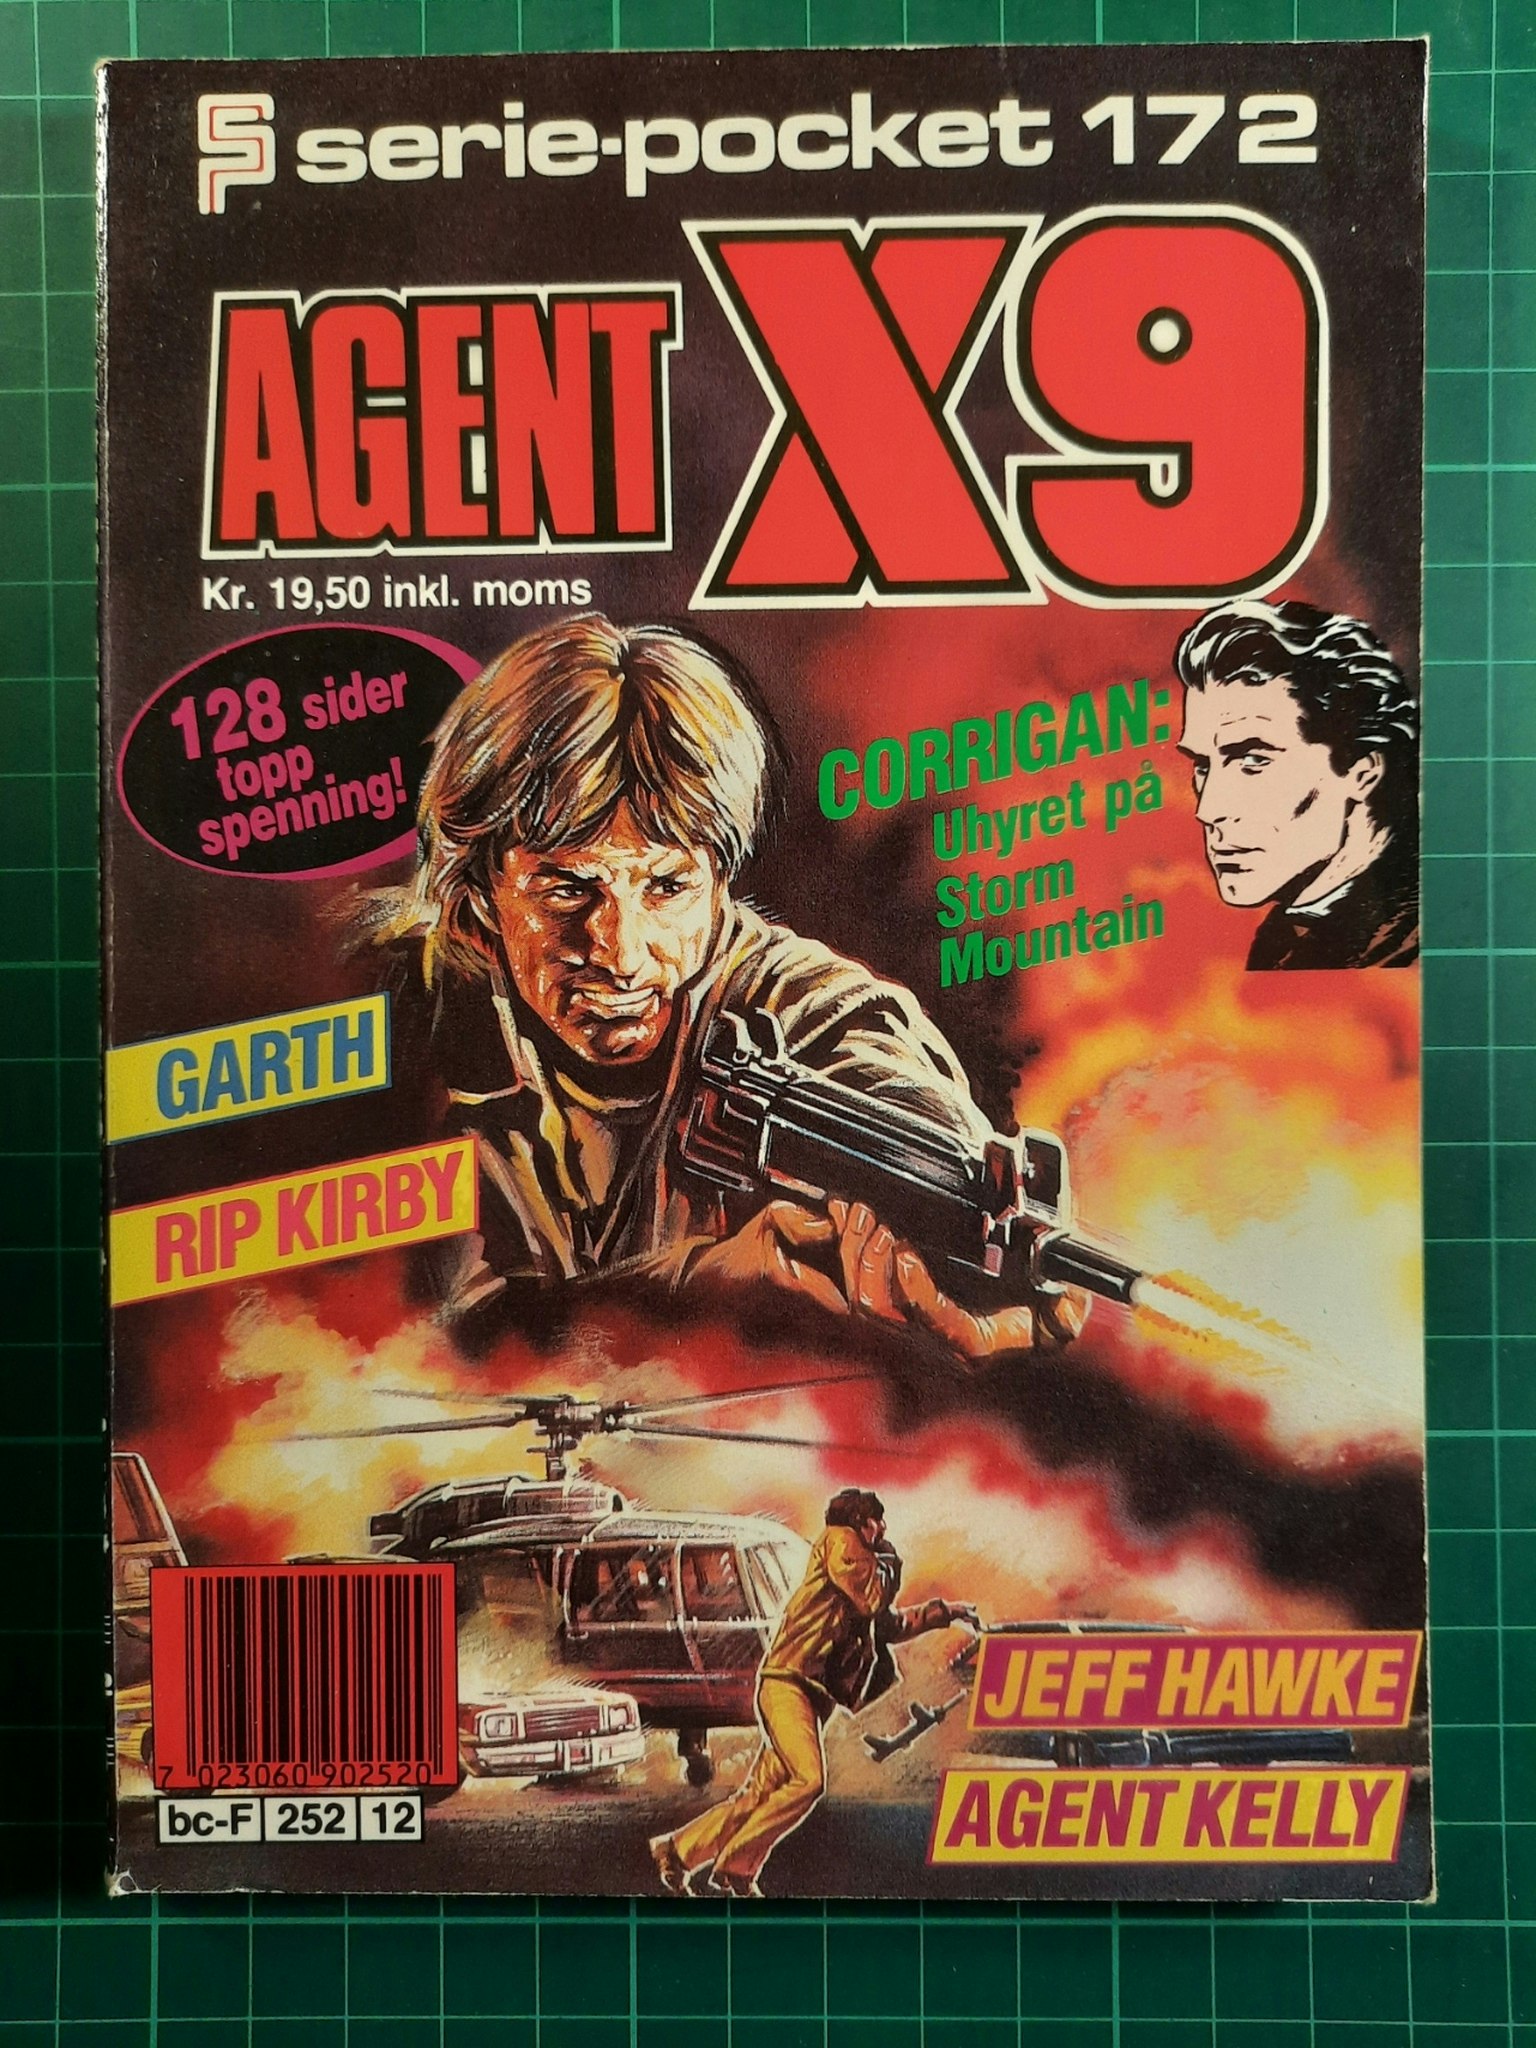 SP serie-pocket 172
AGENT X9
Kr. 19,50 inkl. moms
128 sider
topp
spenning!
CORRIGAN:
Uhyret på
Storm
Mountain
GARTH
RIP KIRBY
JEFF HAWKE
AGENT KELLY
7 023060 902520
bc-F 252 12